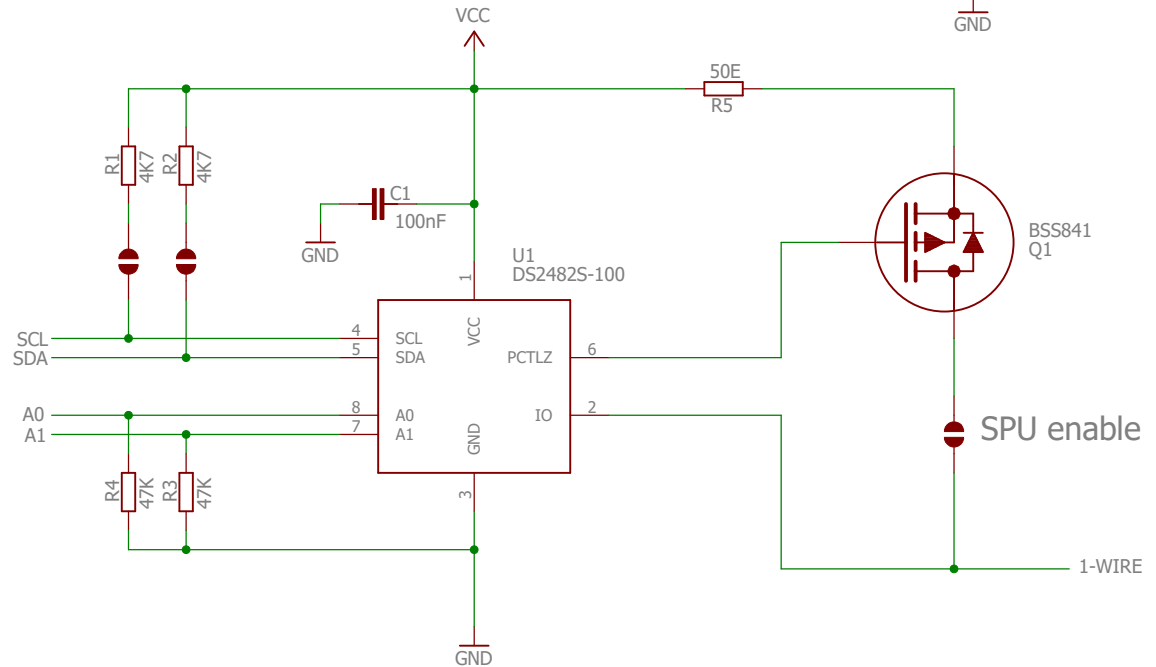 GND
VCC
50E
R5
R1
4K7
R2
4K7
C1
100nF
GND
BSS841
Q1
U1
DS2482S-100
1
VCC
SCL
4
SCL
SDA
5
SDA
PCTLZ
6
A0
8
A0
IO
2
A1
7
A1
GND
3
SPU enable
R4
47K
R3
47K
1-WIRE
GND